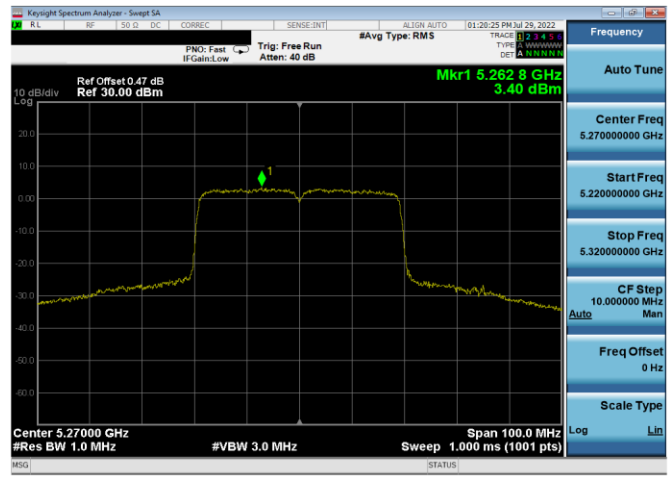 Keysight Spectrum Analyzer - Swept SA
RL RF 50 Ω DC CORREC SENSE:INT ALIGN AUTO 01:20:25 PM Jul 29, 2022
#Avg Type: RMS
TRACE 1 2 3 4 5 6
TYPE A WWWWW
DET A N N N N N
PNO: Fast
IFGain:Low
Trig: Free Run
Atten: 40 dB
Mkr1 5.262 8 GHz
3.40 dBm
Ref Offset 0.47 dB
10 dB/div Ref 30.00 dBm
Log
20.0
10.0
0.00
-10.0
-20.0
-30.0
-40.0
-50.0
-60.0
1
Center 5.27000 GHz Span 100.0 MHz
#Res BW 1.0 MHz #VBW 3.0 MHz Sweep 1.000 ms (1001 pts)
MSG STATUS
Frequency
Auto Tune
Center Freq
5.270000000 GHz
Start Freq
5.220000000 GHz
Stop Freq
5.320000000 GHz
CF Step
10.000000 MHz
Auto Man
Freq Offset
0 Hz
Scale Type
Log Lin